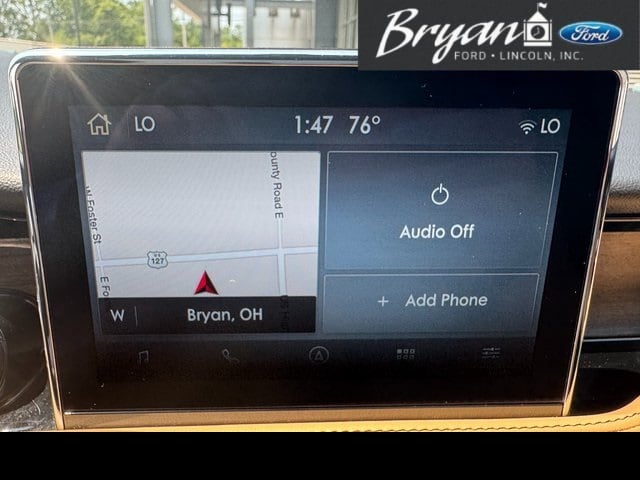 Bryan
Ford
FORD • LINCOLN, INC.
LO 1:47 76° LO
County Road E
W Foster St
US
127
Audio Off
E Fo
+ Add Phone
W Bryan, OH